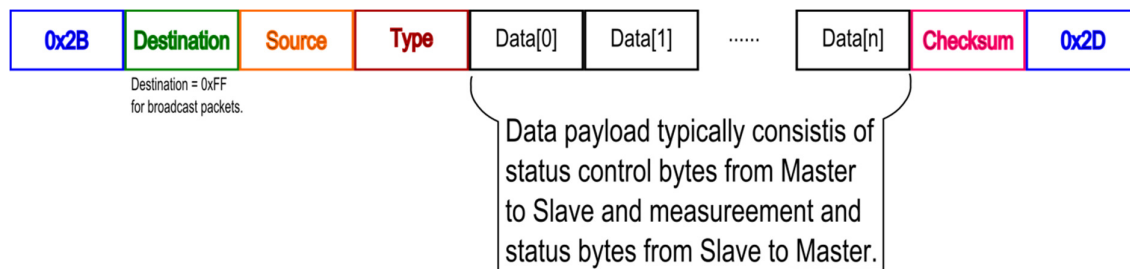 0x2B Destination Source Type Data[0] Data[1] ...... Data[n] Checksum 0x2D
Destination = 0xFF
for broadcast packets.
Data payload typically consistis of
status control bytes from Master
to Slave and measureement and
status bytes from Slave to Master.